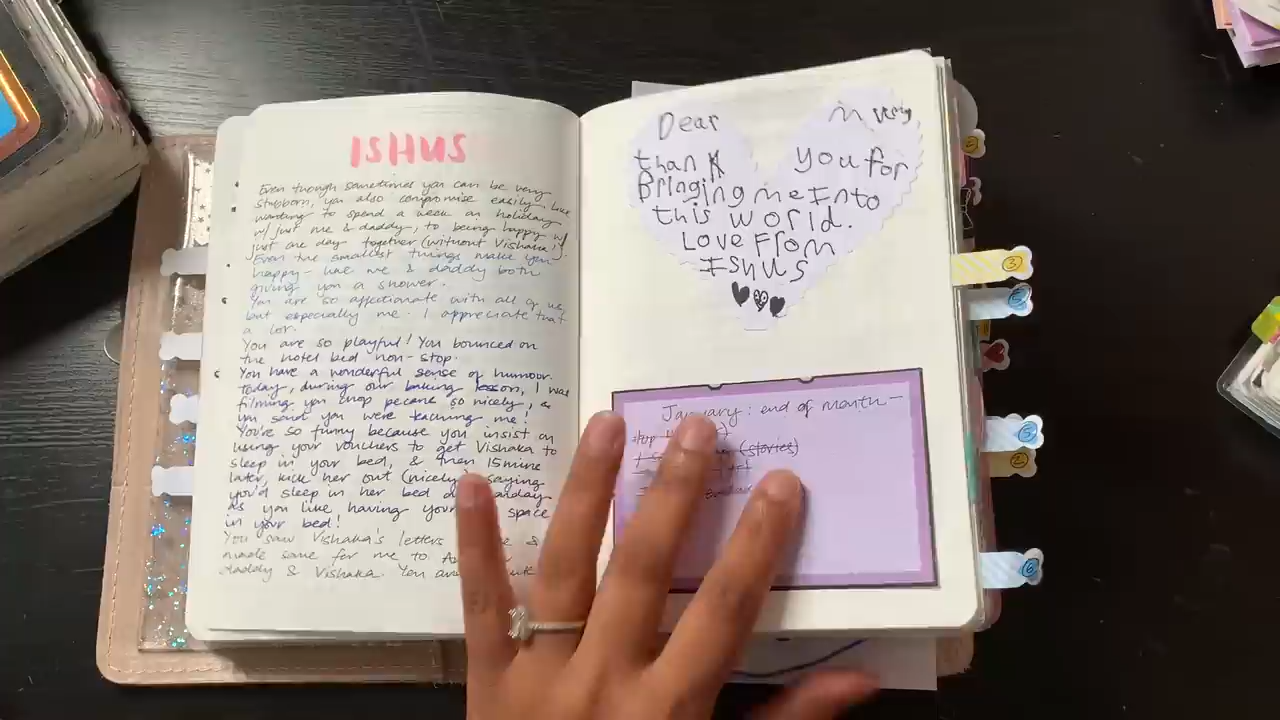 ISHUS
Even though sometimes you can be very
stubborn, you also compromise easily. Like
wanting to spend a week on holiday
w/ just me & daddy, to being happy w/
just one day together (without Vishaka).
Even the smallest things make you
happy - like me & daddy both
giving you a shower.
You are so affectionate with all of us,
but especially me. I appreciate that
a lot.
You are so playful! You bounced on
the hotel bed non-stop.
You have a wonderful sense of humour.
Today, during our baking lesson, I was
filming you chop pecans so nicely, &
you said you were teaching me!
You're so funny because you insist on
using your vouchers to get Vishaka to
sleep in your bed, & then 15mins
later, kick her out (nicely) saying
you'd sleep in her bed
as you like having your space
in your bed!
You saw Vishaka's letters &
made some for me to.
daddy & Vishaka. You
Dear
thank you for
Bringing me Into
this world.
Love From
Ishus
January: end of month -
stop
(stories)